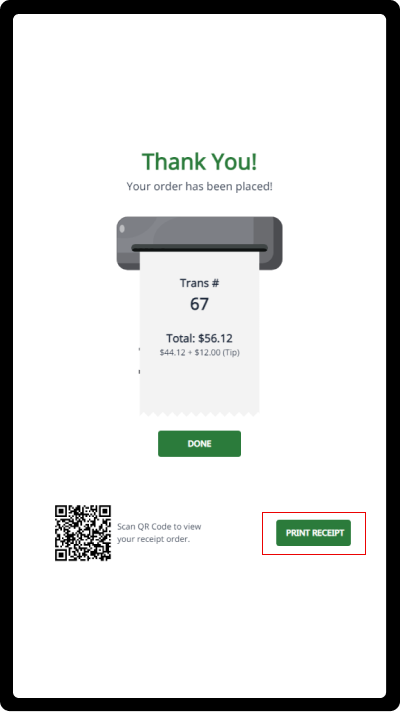 Thank You!
Your order has been placed!
Trans #
67
Total: $56.12
$44.12 + $12.00 (Tip)
DONE
Scan QR Code to view
your receipt order.
PRINT RECEIPT